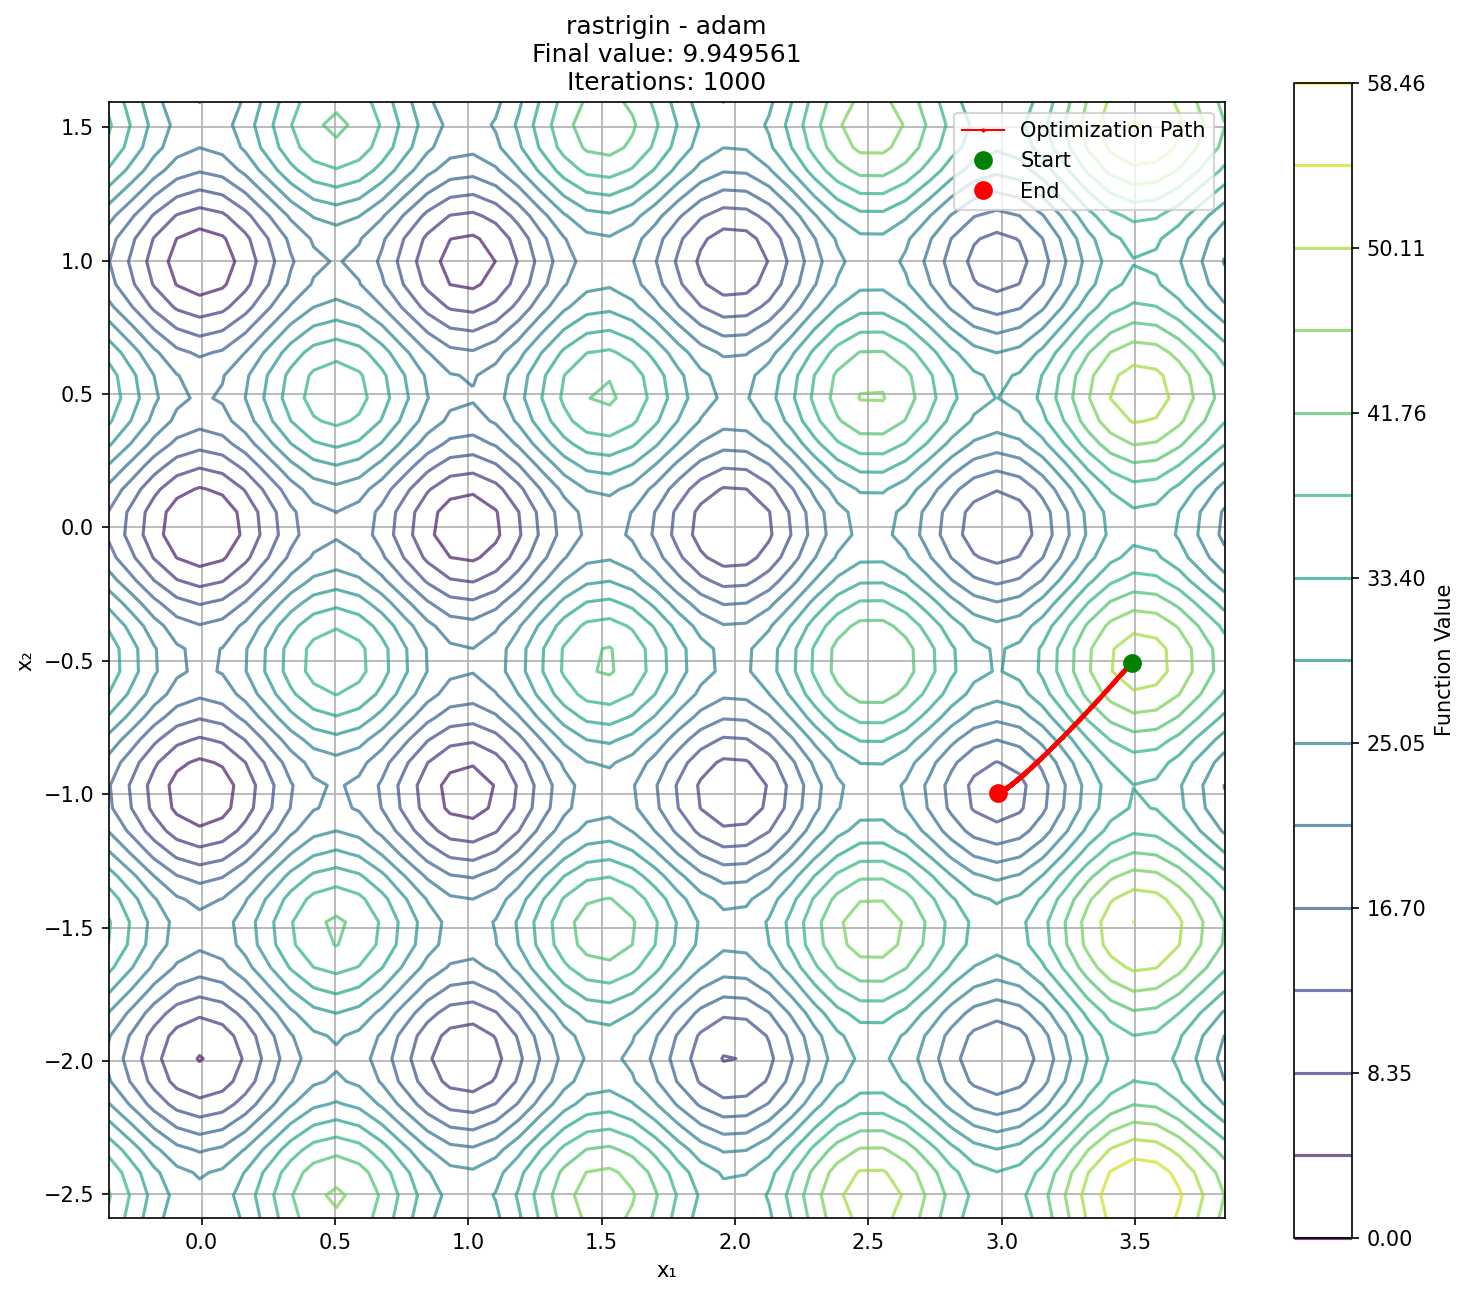 rastrigin - adam
Final value: 9.949561
Iterations: 1000
Optimization Path
Start
End
1.5
1.0
0.5
0.0
−0.5
−1.0
−1.5
−2.0
−2.5
x₂
0.0
0.5
1.0
1.5
2.0
2.5
3.0
3.5
x₁
58.46
50.11
41.76
33.40
25.05
16.70
8.35
0.00
Function Value